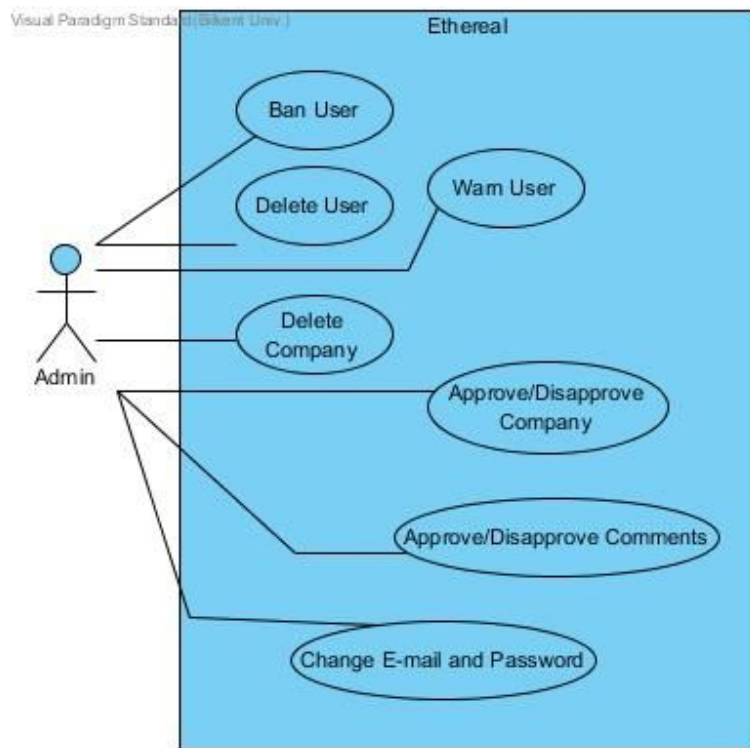 Visual Paradigm Standard(Bilkent Univ.)
Ethereal
Ban User
Warn User
Delete User
Delete
Company
Admin
Approve/Disapprove
Company
Approve/Disapprove Comments
Change E-mail and Password